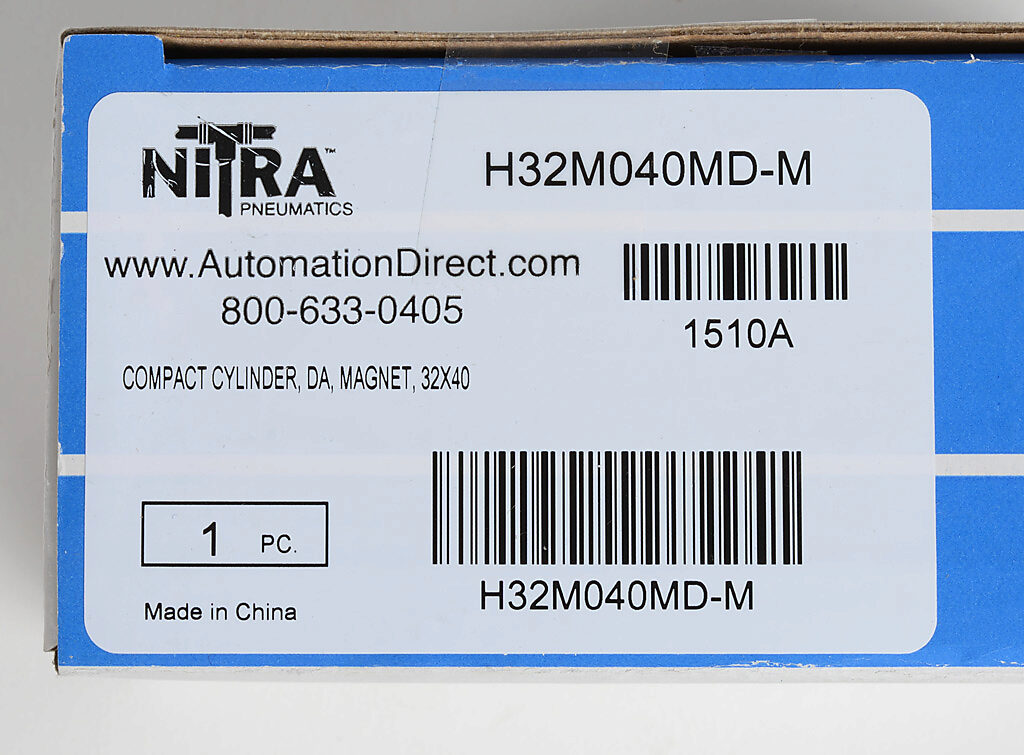 NITRA™
PNEUMATICS
H32M040MD-M
www.AutomationDirect.com
800-633-0405
1510A
COMPACT CYLINDER, DA, MAGNET, 32X40
1 PC.
H32M040MD-M
Made in China